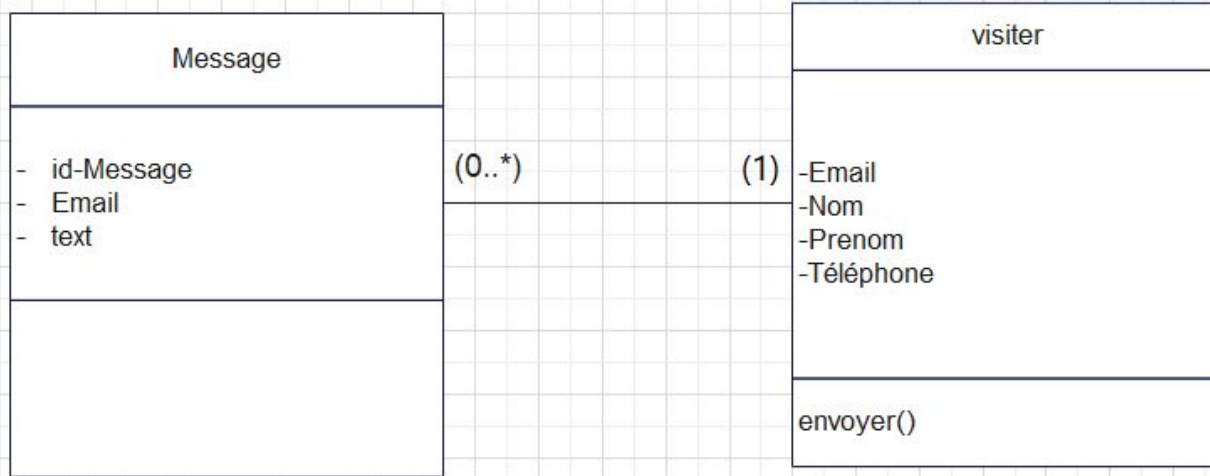 Message
- id-Message
- Email
- text
(0..*)
(1)
visiter
-Email
-Nom
-Prenom
-Téléphone
envoyer()